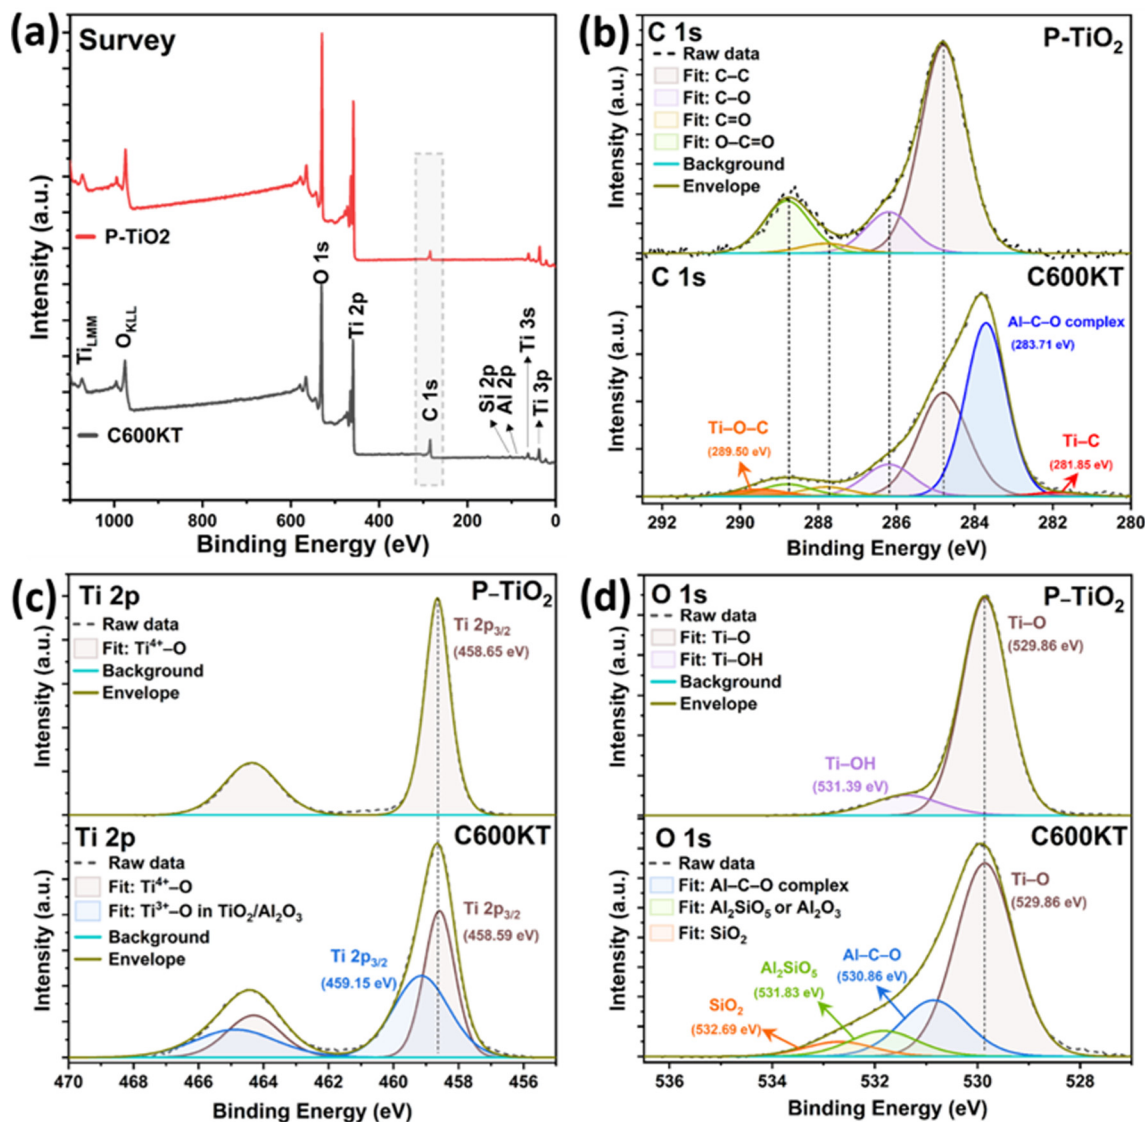 (a)
Survey
Intensity (a.u.)
P-TiO2
O 1s
Ti 2p
Ti 3s
Ti 3p
Si 2p
Al 2p
C 1s
TiLMM
OKLL
C600KT
1000 800 600 400 200 0
Binding Energy (eV)
(b)
C 1s
P-TiO₂
Raw data
Fit: C–C
Fit: C–O
Fit: C=O
Fit: O–C=O
Background
Envelope
Intensity (a.u.)
C 1s
C600KT
Al–C–O complex
(283.71 eV)
Ti–O–C
(289.50 eV)
Ti–C
(281.85 eV)
Intensity (a.u.)
292 290 288 286 284 282 280
Binding Energy (eV)
(c)
Ti 2p
P–TiO₂
Raw data
Fit: Ti⁴⁺–O
Background
Envelope
Ti 2p₃/₂
(458.65 eV)
Intensity (a.u.)
Ti 2p
C600KT
Raw data
Fit: Ti⁴⁺–O
Fit: Ti³⁺–O in TiO₂/Al₂O₃
Background
Envelope
Ti 2p₃/₂
(458.59 eV)
Ti 2p₃/₂
(459.15 eV)
Intensity (a.u.)
470 468 466 464 462 460 458 456
Binding Energy (eV)
(d)
O 1s
P–TiO₂
Raw data
Fit: Ti–O
Fit: Ti–OH
Background
Envelope
Ti–O
(529.86 eV)
Ti–OH
(531.39 eV)
Intensity (a.u.)
O 1s
C600KT
Raw data
Fit: Al–C–O complex
Fit: Al₂SiO₅ or Al₂O₃
Fit: SiO₂
Ti–O
(529.86 eV)
Al–C–O
(530.86 eV)
Al₂SiO₅
(531.83 eV)
SiO₂
(532.69 eV)
Intensity (a.u.)
536 534 532 530 528
Binding Energy (eV)